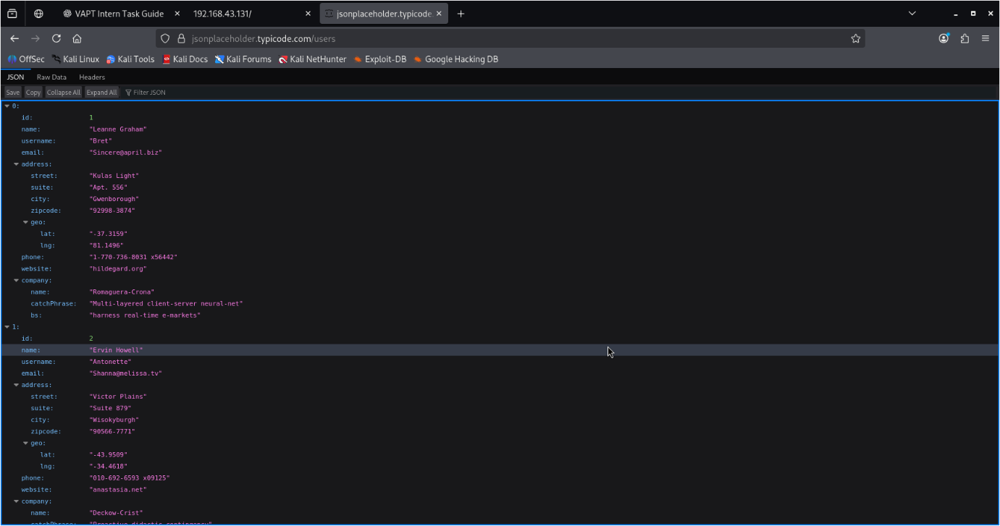 VAPT Intern Task Guide
192.168.43.131/
jsonplaceholder.typicode.
jsonplaceholder.typicode.com/users
OffSec Kali Linux Kali Tools Kali Docs Kali Forums Kali NetHunter Exploit-DB Google Hacking DB
JSON Raw Data Headers
Save Copy Collapse All Expand All Filter JSON
0:
id: 1
name: "Leanne Graham"
username: "Bret"
email: "Sincere@april.biz"
address:
street: "Kulas Light"
suite: "Apt. 556"
city: "Gwenborough"
zipcode: "92998-3874"
geo:
lat: "-37.3159"
lng: "81.1496"
phone: "1-770-736-8031 x56442"
website: "hildegard.org"
company:
name: "Romaguera-Crona"
catchPhrase: "Multi-layered client-server neural-net"
bs: "harness real-time e-markets"
1:
id: 2
name: "Ervin Howell"
username: "Antonette"
email: "Shanna@melissa.tv"
address:
street: "Victor Plains"
suite: "Suite 879"
city: "Wisokyburgh"
zipcode: "90566-7771"
geo:
lat: "-43.9509"
lng: "-34.4618"
phone: "010-692-6593 x09125"
website: "anastasia.net"
company:
name: "Deckow-Crist"
catchPhrase: "Proactive didactic contingency"